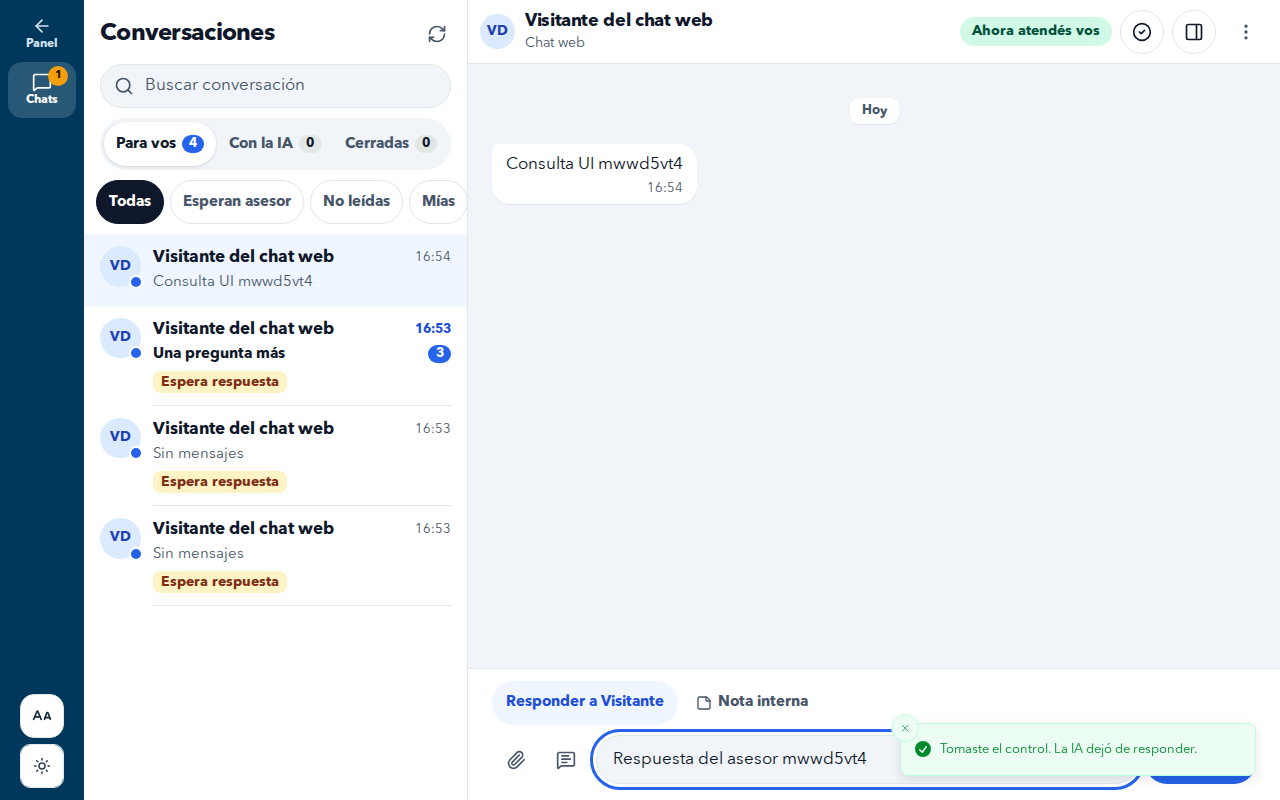 Panel
1
Chats
AA
Conversaciones
Buscar conversación
Para vos 4
Con la IA 0
Cerradas 0
Todas
Esperan asesor
No leídas
Mías
VD
Visitante del chat web
16:54
Consulta UI mwwd5vt4
VD
Visitante del chat web
16:53
Una pregunta más
3
Espera respuesta
VD
Visitante del chat web
16:53
Sin mensajes
Espera respuesta
VD
Visitante del chat web
16:53
Sin mensajes
Espera respuesta
VD
Visitante del chat web
Chat web
Ahora atendés vos
Hoy
Consulta UI mwwd5vt4
16:54
Responder a Visitante
Nota interna
Respuesta del asesor mwwd5vt4
Tomaste el control. La IA dejó de responder.